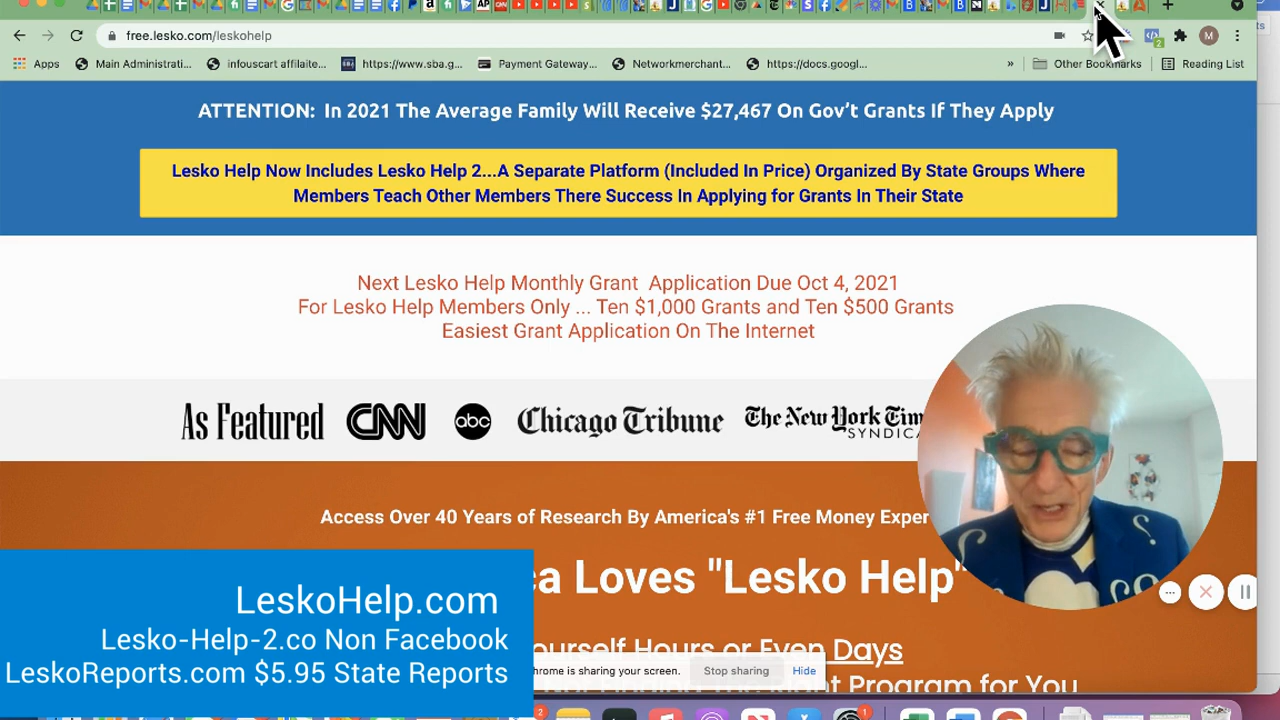 free.lesko.com/leskohelp
M
2
Apps
Main Administrati...
infouscart affilaite...
https://www.sba.g...
Payment Gateway...
Networkmerchant...
https://docs.googl...
»
Other Bookmarks
Reading List
ATTENTION: In 2021 The Average Family Will Receive $27,467 On Gov't Grants If They Apply
Lesko Help Now Includes Lesko Help 2...A Separate Platform (Included In Price) Organized By State Groups Where
Members Teach Other Members There Success In Applying for Grants In Their State
Next Lesko Help Monthly Grant Application Due Oct 4, 2021
For Lesko Help Members Only ... Ten $1,000 Grants and Ten $500 Grants
Easiest Grant Application On The Internet
As Featured CNN abc Chicago Tribune The New York Tim
SYNDICA
Access Over 40 Years of Research By America's #1 Free Money Exper
ea Loves "Lesko Help"
ourself Hours or Even Days
Program for You
LeskoHelp.com
Lesko-Help-2.co Non Facebook
LeskoReports.com $5.95 State Reports
hrome is sharing your screen.
Stop sharing
Hide